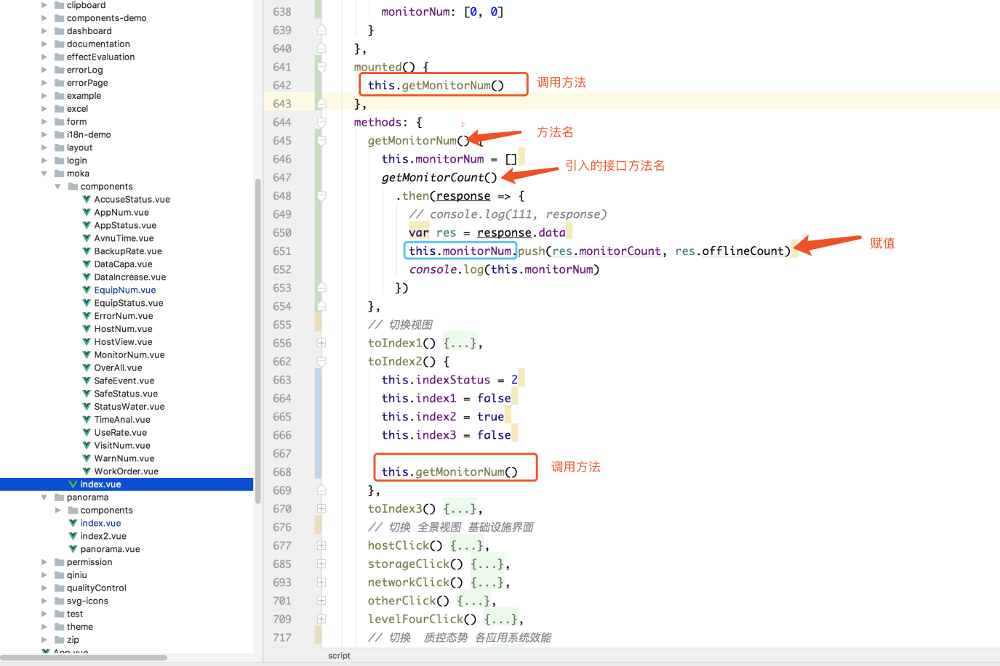 clipboard
components-demo
dashboard
documentation
effectEvaluation
errorLog
errorPage
example
excel
form
i18n-demo
layout
login
moka
components
AccuseStatus.vue
AppNum.vue
AppStatus.vue
AvnuTime.vue
BackupRate.vue
DataCapa.vue
DataIncrease.vue
EquipNum.vue
EquipStatus.vue
ErrorNum.vue
HostNum.vue
HostView.vue
MonitorNum.vue
OverAll.vue
SafeEvent.vue
SafeStatus.vue
StatusWater.vue
TimeAnal.vue
UseRate.vue
VisitNum.vue
WarnNum.vue
WorkOrder.vue
index.vue
panorama
components
index.vue
index2.vue
panorama.vue
permission
qiniu
qualityControl
svg-icons
test
theme
zip
App.vue
638 monitorNum: [0, 0]
639 }
640 },
641 mounted() {
642 this.getMonitorNum() 调用方法
643 },
644 methods: {
645 getMonitorNum() { 方法名
646 this.monitorNum = []
647 getMonitorCount() 引入的接口方法名
648 .then(response => {
649 // console.log(111, response)
650 var res = response.data
651 this.monitorNum.push(res.monitorCount, res.offlineCount) 赋值
652 console.log(this.monitorNum)
653 })
654 },
655 // 切换视图
656 toIndex1() {...},
662 toIndex2() {
663 this.indexStatus = 2
664 this.index1 = false
665 this.index2 = true
666 this.index3 = false
667
668 this.getMonitorNum() 调用方法
669 },
670 toIndex3() {...},
676 // 切换 全景视图 基础设施界面
677 hostClick() {...},
685 storageClick() {...},
693 networkClick() {...},
701 otherClick() {...},
709 levelFourClick() {...},
717 // 切换 质控态势 各应用系统效能
script